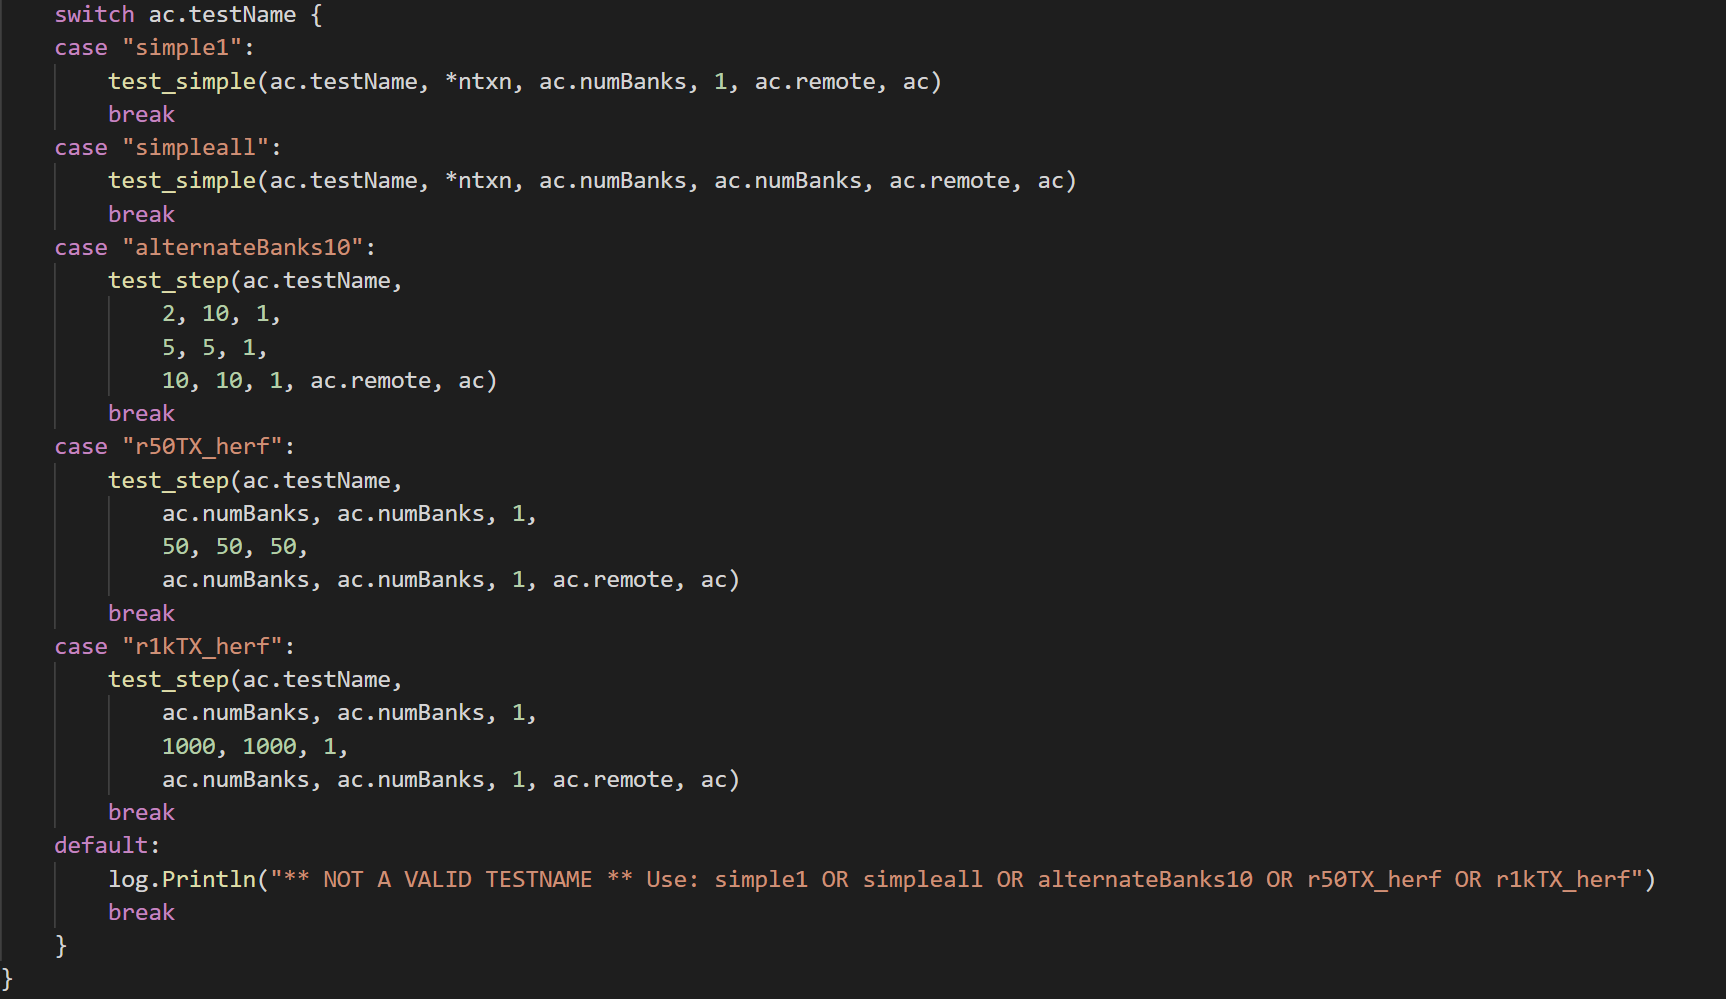 switch ac.testName {
case "simple1":
test_simple(ac.testName, *ntxn, ac.numBanks, 1, ac.remote, ac)
break
case "simpleall":
test_simple(ac.testName, *ntxn, ac.numBanks, ac.numBanks, ac.remote, ac)
break
case "alternateBanks10":
test_step(ac.testName,
2, 10, 1,
5, 5, 1,
10, 10, 1, ac.remote, ac)
break
case "r50TX_herf":
test_step(ac.testName,
ac.numBanks, ac.numBanks, 1,
50, 50, 50,
ac.numBanks, ac.numBanks, 1, ac.remote, ac)
break
case "r1kTX_herf":
test_step(ac.testName,
ac.numBanks, ac.numBanks, 1,
1000, 1000, 1,
ac.numBanks, ac.numBanks, 1, ac.remote, ac)
break
default:
log.Println("** NOT A VALID TESTNAME ** Use: simple1 OR simpleall OR alternateBanks10 OR r50TX_herf OR r1kTX_herf")
break
}
}